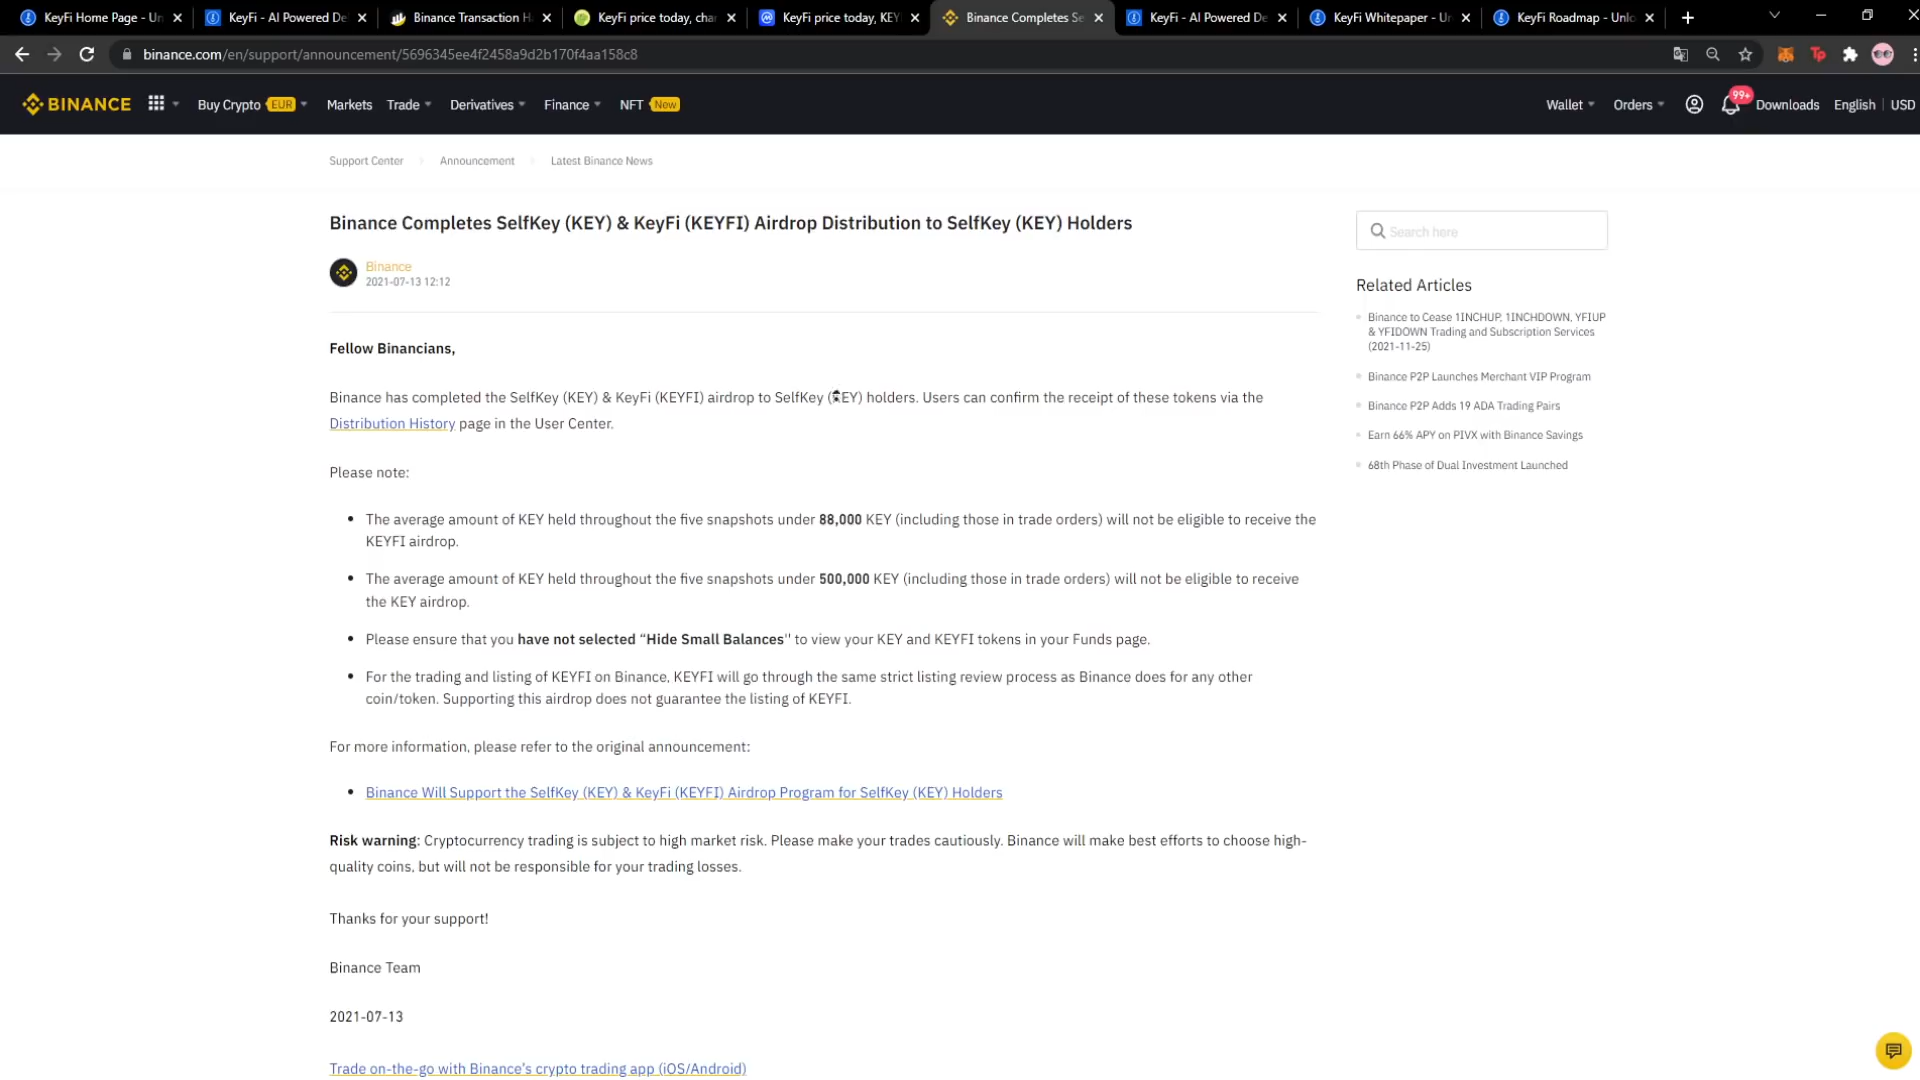 KeyFi Home Page - Un
KeyFi - AI Powered De
Binance Transaction H
KeyFi price today, cha
KeyFi price today, KEY
Binance Completes Se
KeyFi - AI Powered De
KeyFi Whitepaper - Un
KeyFi Roadmap - Unlo
binance.com/en/support/announcement/5696345ee4f2458a9d2b170f4aa158c8
BINANCE Buy Crypto EUR Markets Trade Derivatives Finance NFT New Wallet Orders 99+ Downloads English | USD
Support Center Announcement Latest Binance News
Binance Completes SelfKey (KEY) & KeyFi (KEYFI) Airdrop Distribution to SelfKey (KEY) Holders
Binance
2021-07-13 12:12
Fellow Binancians,
Binance has completed the SelfKey (KEY) & KeyFi (KEYFI) airdrop to SelfKey (KEY) holders. Users can confirm the receipt of these tokens via the
Distribution History page in the User Center.
Please note:
• The average amount of KEY held throughout the five snapshots under 88,000 KEY (including those in trade orders) will not be eligible to receive the
KEYFI airdrop.
• The average amount of KEY held throughout the five snapshots under 500,000 KEY (including those in trade orders) will not be eligible to receive
the KEY airdrop.
• Please ensure that you have not selected “Hide Small Balances'' to view your KEY and KEYFI tokens in your Funds page.
• For the trading and listing of KEYFI on Binance, KEYFI will go through the same strict listing review process as Binance does for any other
coin/token. Supporting this airdrop does not guarantee the listing of KEYFI.
For more information, please refer to the original announcement:
• Binance Will Support the SelfKey (KEY) & KeyFi (KEYFI) Airdrop Program for SelfKey (KEY) Holders
Risk warning: Cryptocurrency trading is subject to high market risk. Please make your trades cautiously. Binance will make best efforts to choose high-
quality coins, but will not be responsible for your trading losses.
Thanks for your support!
Binance Team
2021-07-13
Trade on-the-go with Binance’s crypto trading app (iOS/Android)
Search here
Related Articles
Binance to Cease 1INCHUP, 1INCHDOWN, YFIUP
& YFIDOWN Trading and Subscription Services
(2021-11-25)
Binance P2P Launches Merchant VIP Program
Binance P2P Adds 19 ADA Trading Pairs
Earn 66% APY on PIVX with Binance Savings
68th Phase of Dual Investment Launched